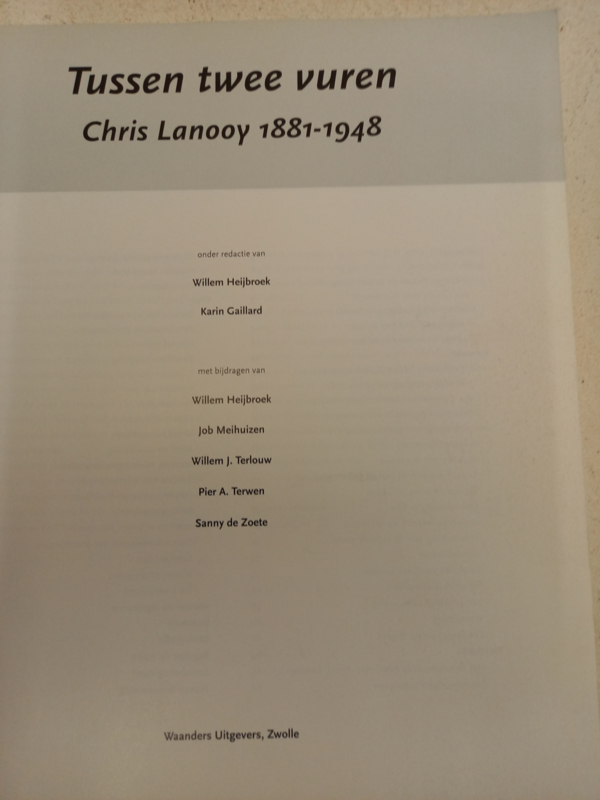 Tussen twee vuren
Chris Lanooy 1881-1948
onder redactie van
Willem Heijbroek
Karin Gaillard
met bijdragen van
Willem Heijbroek
Job Meihuizen
Willem J. Terlouw
Pier A. Terwen
Sanny de Zoete
Waanders Uitgevers, Zwolle